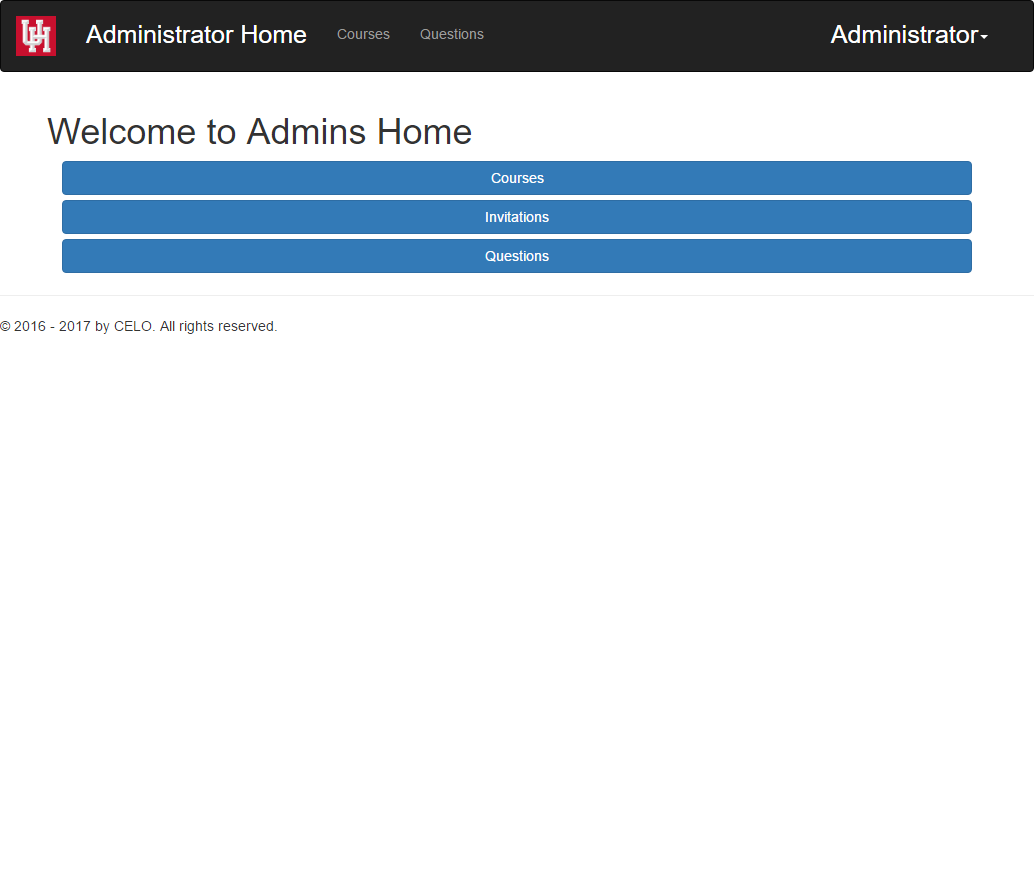 UH Administrator Home Courses Questions Administrator
Welcome to Admins Home
Courses
Invitations
Questions
© 2016 - 2017 by CELO. All rights reserved.